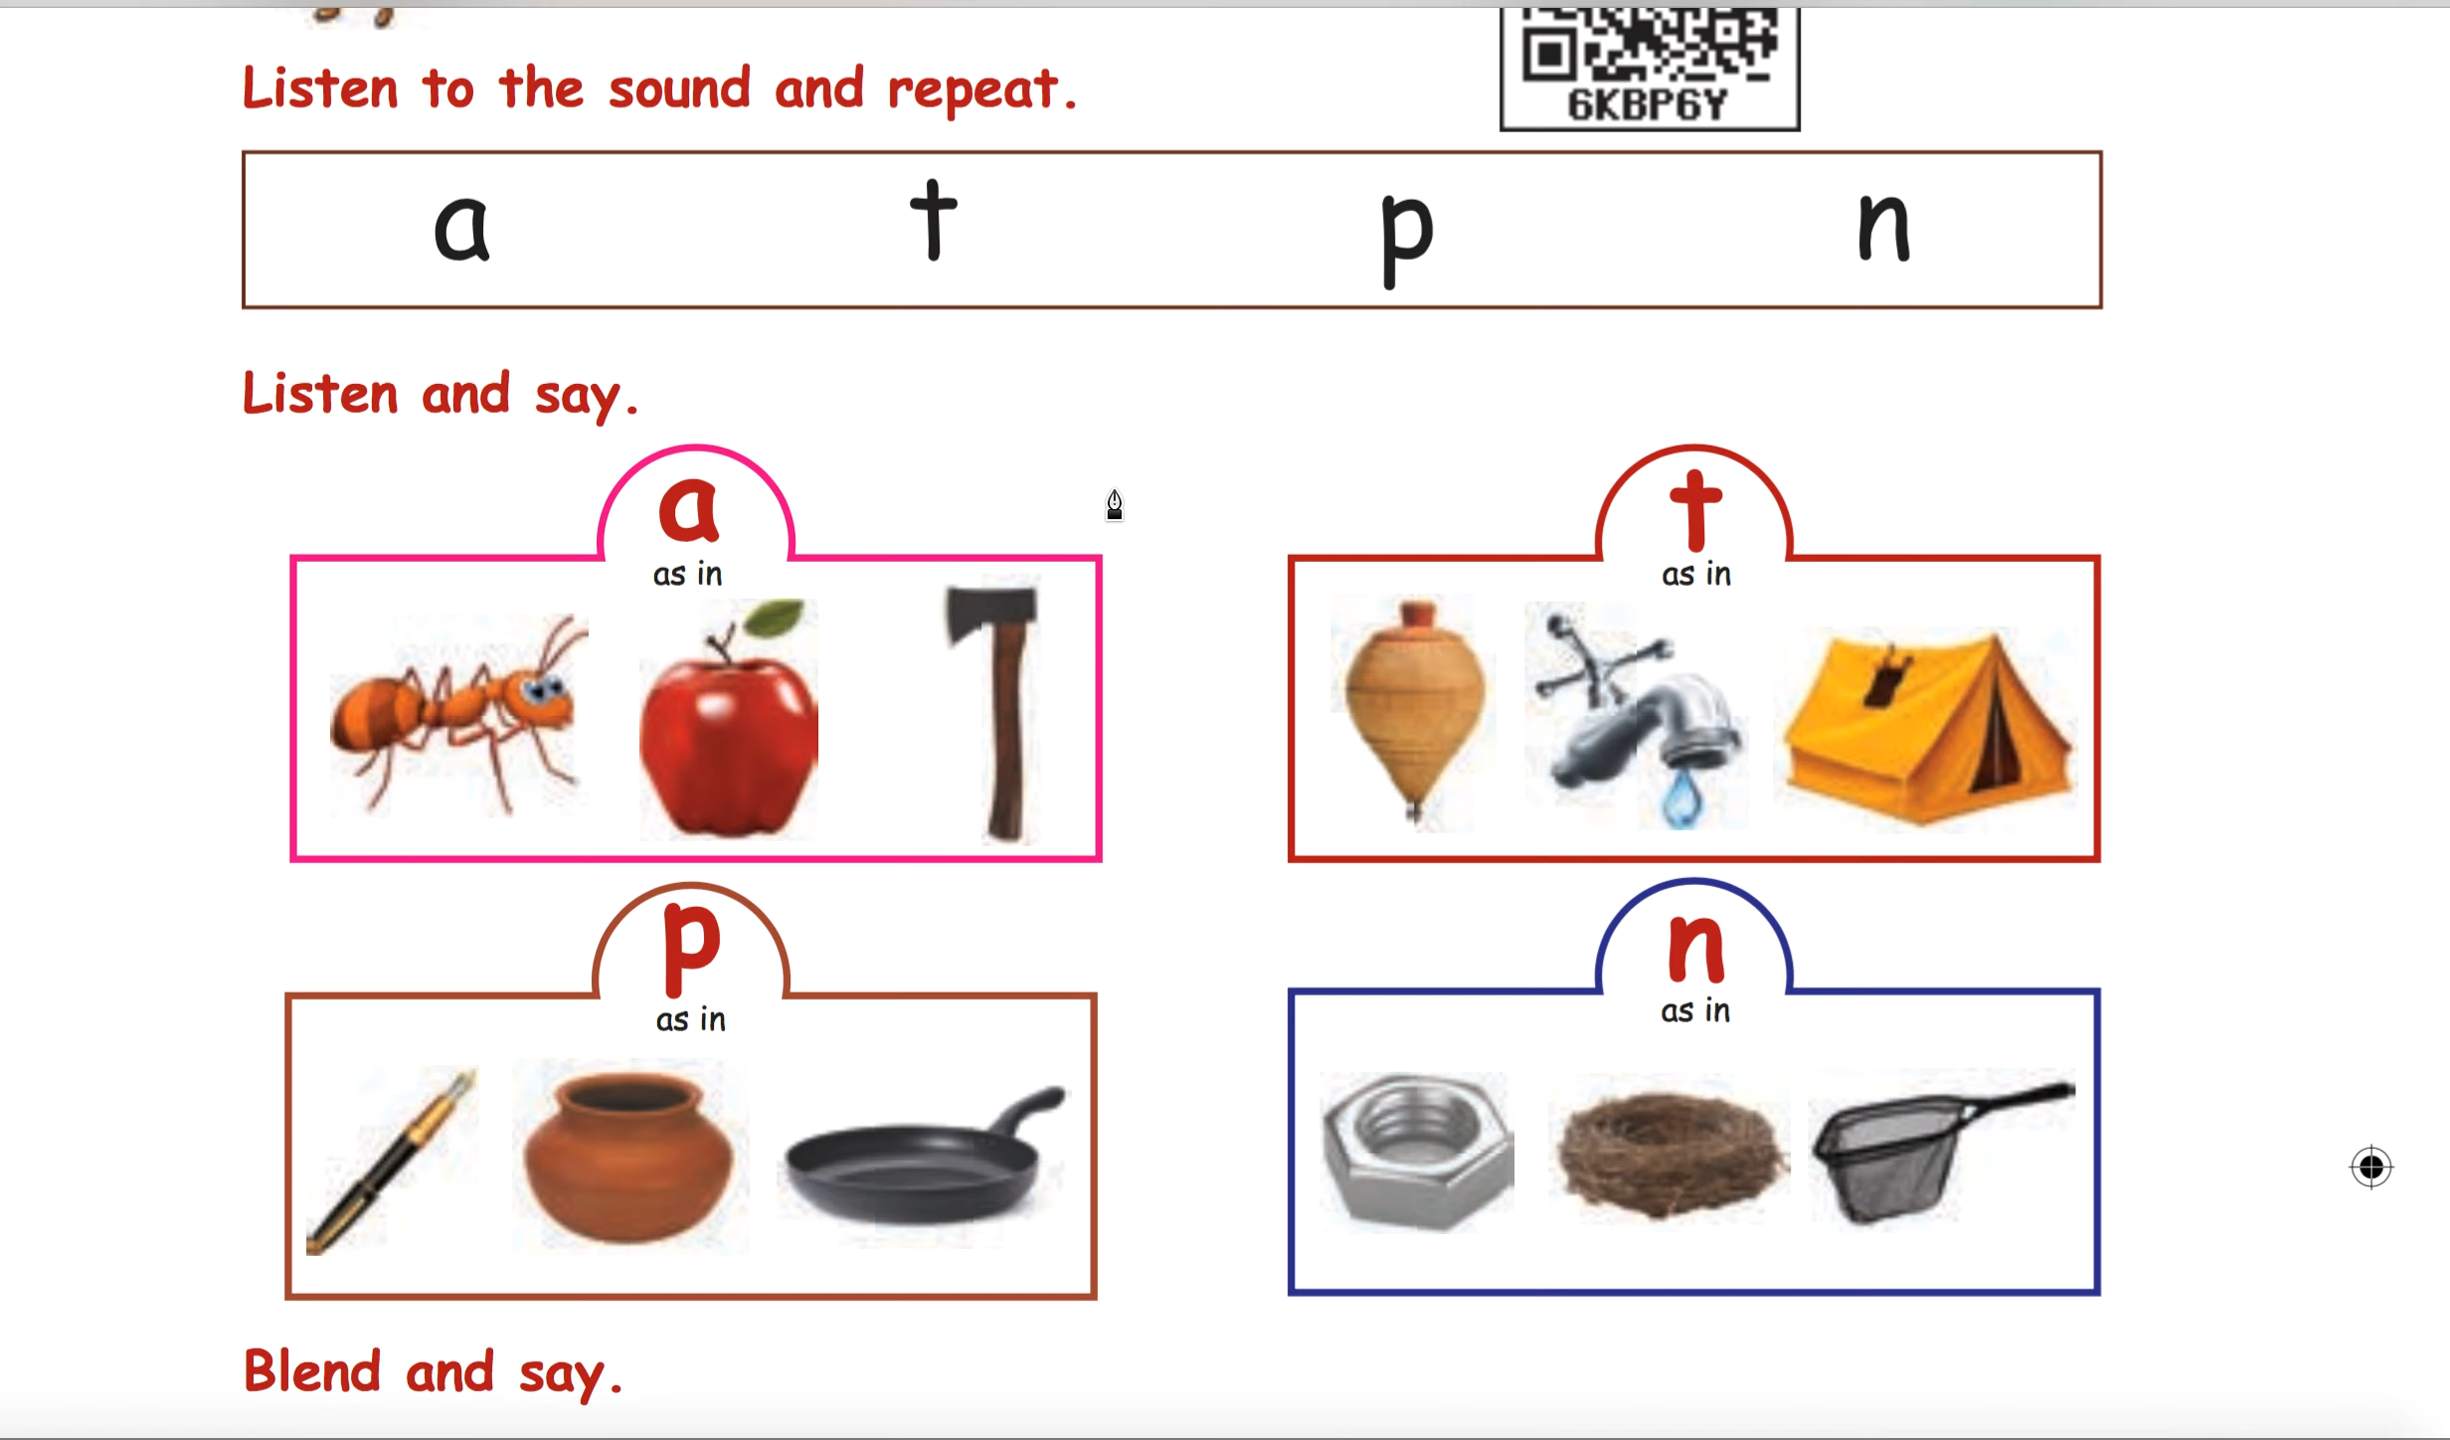 6KBP6Y
Listen to the sound and repeat.
a t p n
Listen and say.
a
as in
t
as in
p
as in
n
as in
Blend and say.